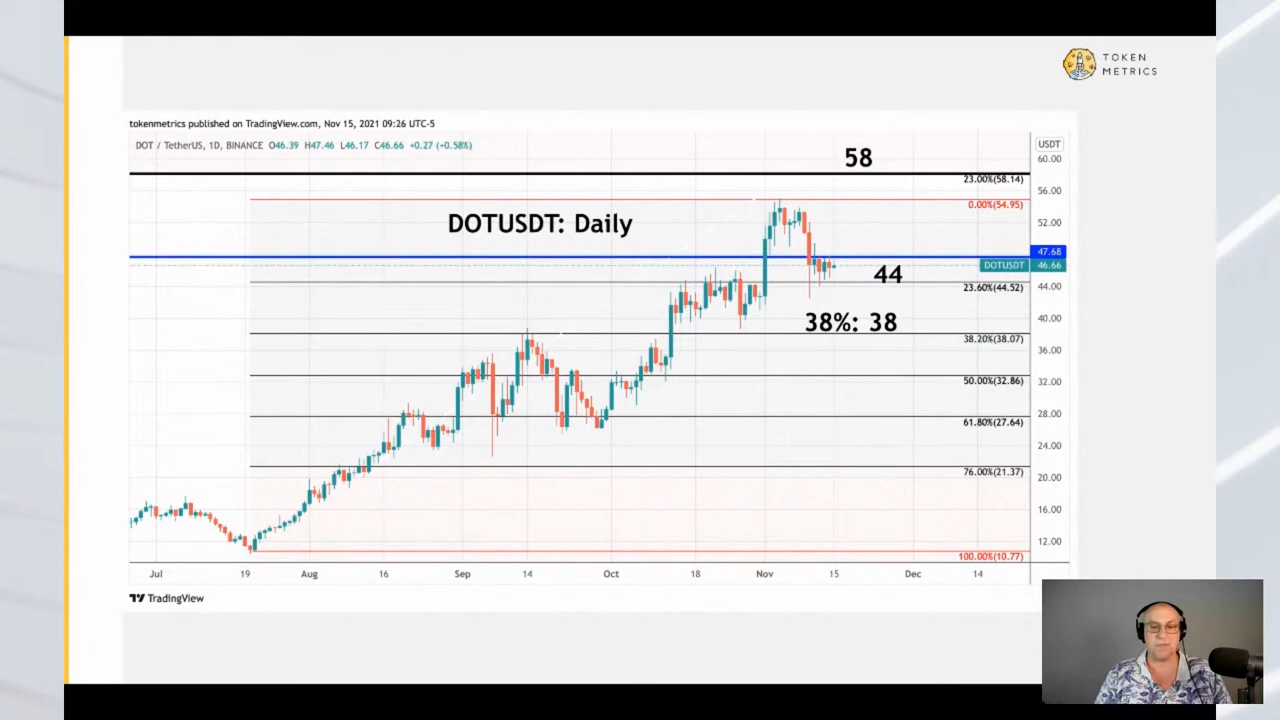 TOKEN
METRICS
tokenmetrics published on TradingView.com, Nov 15, 2021 09:26 UTC-5
DOT / TetherUS, 1D, BINANCE O46.39 H47.46 L46.17 C46.66 +0.27 (+0.58%)
USDT
58
60.00
23.00%(58.14)
56.00
0.00%(54.95)
DOTUSDT: Daily
52.00
47.68
DOTUSDT 46.66
44
44.00
23.60%(44.52)
38%: 38
40.00
38.20%(38.07)
36.00
32.00
50.00%(32.86)
28.00
61.80%(27.64)
24.00
76.00%(21.37)
20.00
16.00
12.00
100.00%(10.77)
Jul 19 Aug 16 Sep 14 Oct 18 Nov 15 Dec 14
TradingView